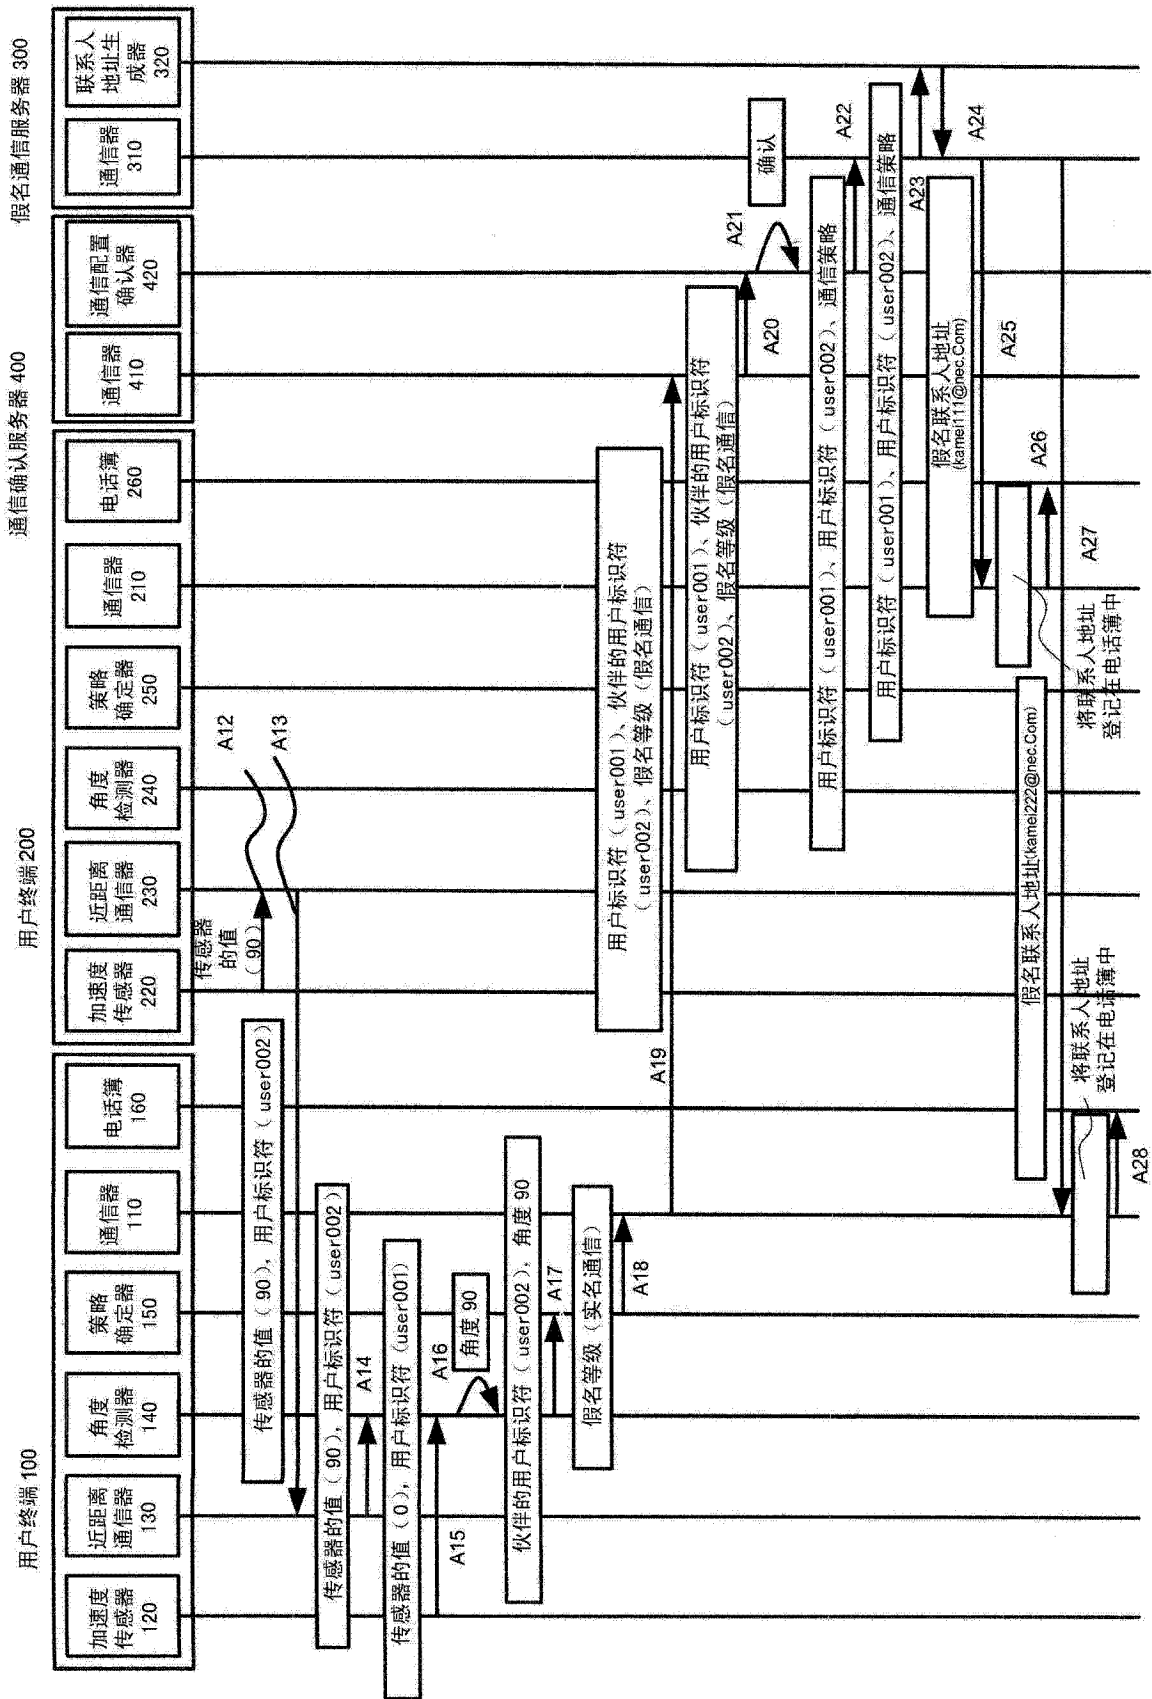 用户终端100
用户终端200
通信确认服务器400
假名通信服务器300
加速度
传感器
120
近距离
通信器
130
角度
检测器
140
策略
确定器
150
通信器
110
电话簿
160
加速度
传感器
220
近距离
通信器
230
角度
检测器
240
策略
确定器
250
通信器
210
电话簿
260
通信器
410
通信配置
确认器
420
通信器
310
联系人
地址生
成器
320
传感器
的值
(90)
A12
A13
传感器的值(90),用户标识符(user002)
传感器的值(90),用户标识符(user002)
A14
传感器的值(0),用户标识符(user001)
A15
A16
角度90
伙伴的用户标识符(user002),角度90
A17
假名等级(实名通信)
A18
用户标识符(user001)、伙伴的用户标识符
(user002)、假名等级(假名通信)
A19
用户标识符(user001)、伙伴的用户标识符
(user002)、假名等级(假名通信)
A20
A21
确认
用户标识符(user001)、用户标识符(user002)、通信策略
A22
用户标识符(user001)、用户标识符(user002)、通信策略
A23
A24
假名联系人地址
(kamei111@nec.Com)
A25
A26
将联系人地址
登记在电话簿中
假名联系人地址(kamei222@nec.Com)
A27
将联系人地址
登记在电话簿中
A28